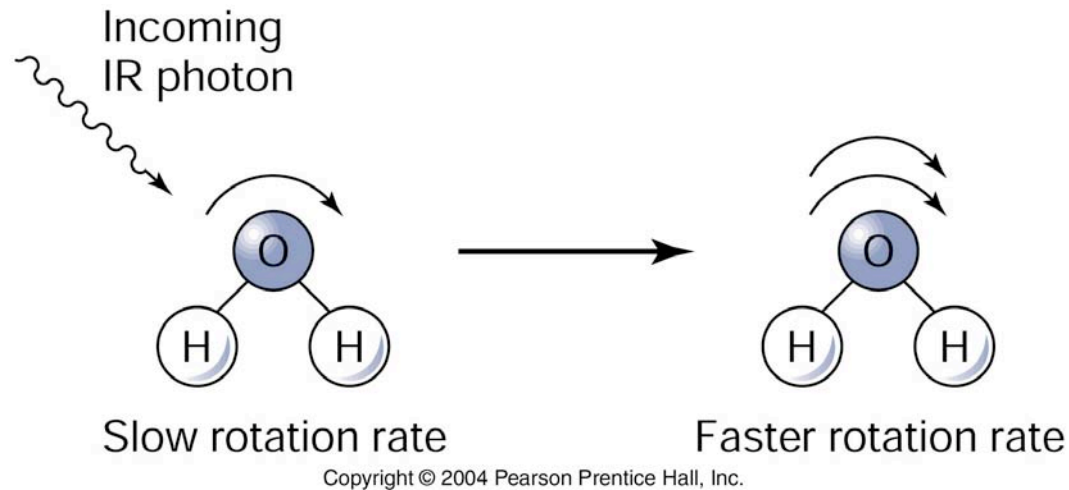 Incoming
IR photon
O
H
H
O
H
H
Slow rotation rate
Faster rotation rate
Copyright © 2004 Pearson Prentice Hall, Inc.